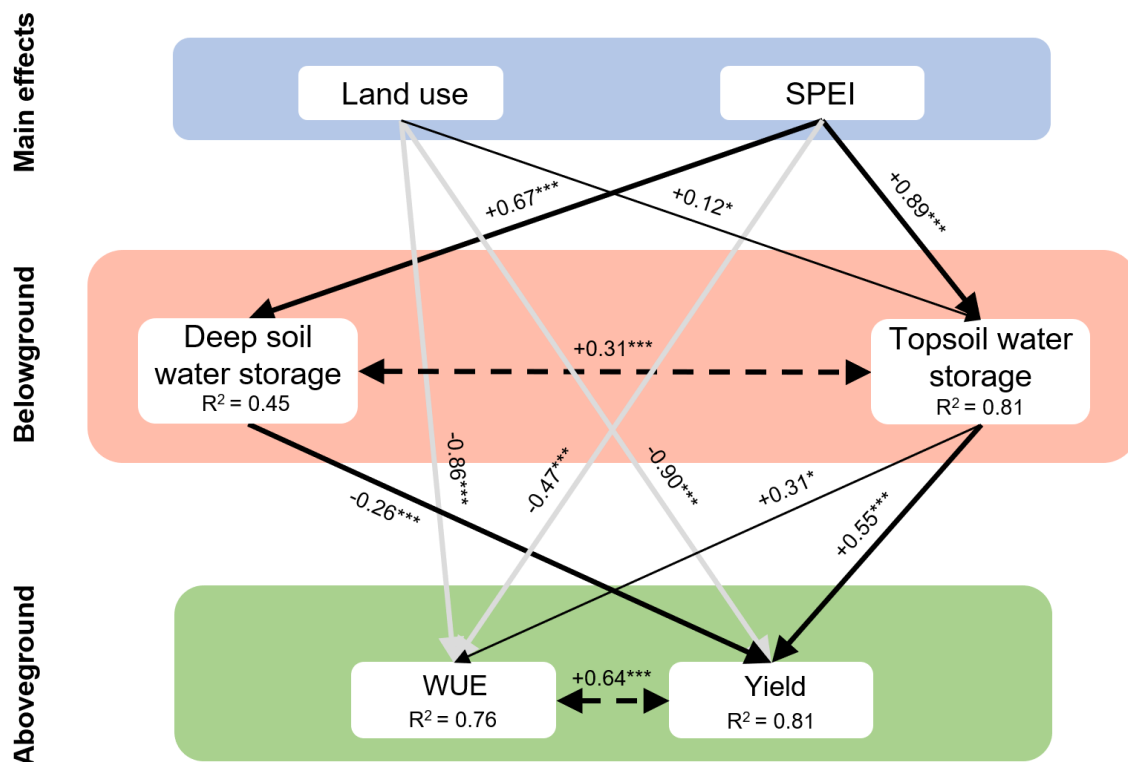 Main effects
Land use
SPEI
+0.67***
+0.12*
+0.89***
Belowground
Deep soil
water storage
R² = 0.45
+0.31***
Topsoil water
storage
R² = 0.81
-0.86***
-0.47***
-0.90***
+0.31*
-0.26***
+0.55***
Aboveground
WUE
R² = 0.76
+0.64***
Yield
R² = 0.81